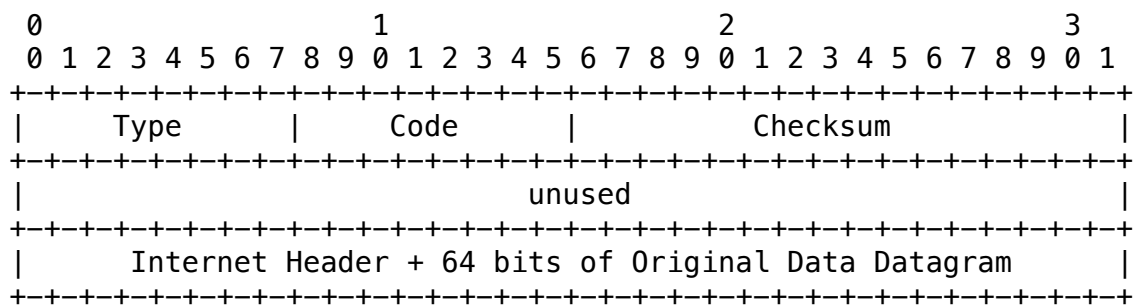 0                   1                   2                   3
0 1 2 3 4 5 6 7 8 9 0 1 2 3 4 5 6 7 8 9 0 1 2 3 4 5 6 7 8 9 0 1
+-+-+-+-+-+-+-+-+-+-+-+-+-+-+-+-+-+-+-+-+-+-+-+-+-+-+-+-+-+-+-+-+
|     Type      |     Code      |          Checksum             |
+-+-+-+-+-+-+-+-+-+-+-+-+-+-+-+-+-+-+-+-+-+-+-+-+-+-+-+-+-+-+-+-+
|                             unused                            |
+-+-+-+-+-+-+-+-+-+-+-+-+-+-+-+-+-+-+-+-+-+-+-+-+-+-+-+-+-+-+-+-+
|      Internet Header + 64 bits of Original Data Datagram      |
+-+-+-+-+-+-+-+-+-+-+-+-+-+-+-+-+-+-+-+-+-+-+-+-+-+-+-+-+-+-+-+-+